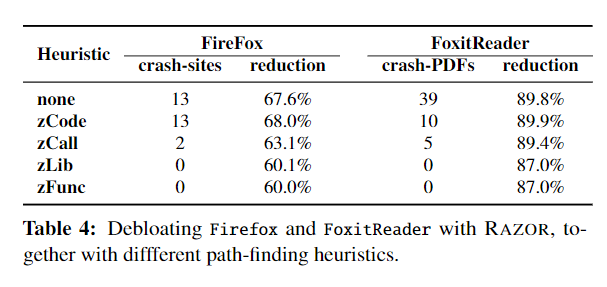 Heuristic FireFox FoxitReader
crash-sites reduction crash-PDFs reduction
none 13 67.6% 39 89.8%
zCode 13 68.0% 10 89.9%
zCall 2 63.1% 5 89.4%
zLib 0 60.1% 0 87.0%
zFunc 0 60.0% 0 87.0%
Table 4: Debloating Firefox and FoxitReader with RAZOR, to-
gether with diffferent path-finding heuristics.